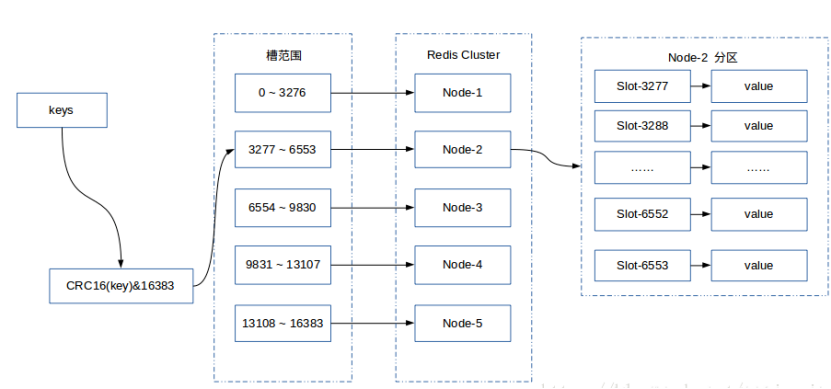 keys
CRC16(key)&16383
槽范围
0 ~ 3276
3277 ~ 6553
6554 ~ 9830
9831 ~ 13107
13108 ~ 16383
Redis Cluster
Node-1
Node-2
Node-3
Node-4
Node-5
Node-2 分区
Slot-3277 value
Slot-3288 value
…… ……
Slot-6552 value
Slot-6553 value